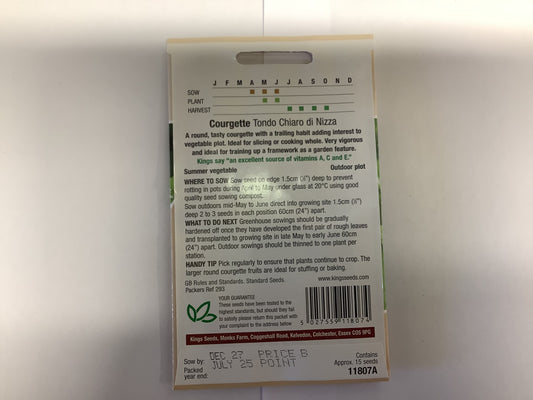 J F M A M J J A S O N D
SOW
PLANT
HARVEST
Courgette Tondo Chiaro di Nizza
A round, tasty courgette with a trailing habit adding interest to
vegetable plot. Ideal for slicing or cooking whole. Very vigorous
and ideal for training up a framework as a garden feature.
Kings say "an excellent source of vitamins A, C and E."
Summer vegetable Outdoor plot
WHERE TO SOW Sow seed on edge 1.5cm (½") deep to prevent
rotting in pots during April to May under glass at 20°C using good
quality seed sowing compost.
Sow outdoors mid-May to June direct into growing site 1.5cm (½")
deep 2 to 3 seeds in each position 60cm (24") apart.
WHAT TO DO NEXT Greenhouse sowings should be gradually
hardened off once they have developed the first pair of rough leaves
and transplanted to growing site in late May to early June 60cm
(24") apart. Outdoor sowings should be thinned to one plant per
station.
HANDY TIP Pick regularly to ensure that plants continue to crop. The
larger round courgette fruits are ideal for stuffing or baking.
GB Rules and Standards. Standard Seeds.
Packers Ref 293
www.kingsseeds.com
YOUR GUARANTEE
These seeds have been tested to the
highest standards, but should they fail
to satisfy please return this packet with
your complaint to the address below.
5 027559 118074
Kings Seeds, Monks Farm, Coggeshall Road, Kelvedon, Colchester, Essex CO5 9PG
Sow by: DEC 27 PRICE B
Packed year end: JULY 25 POINT
Contains
Approx. 15 seeds
11807A